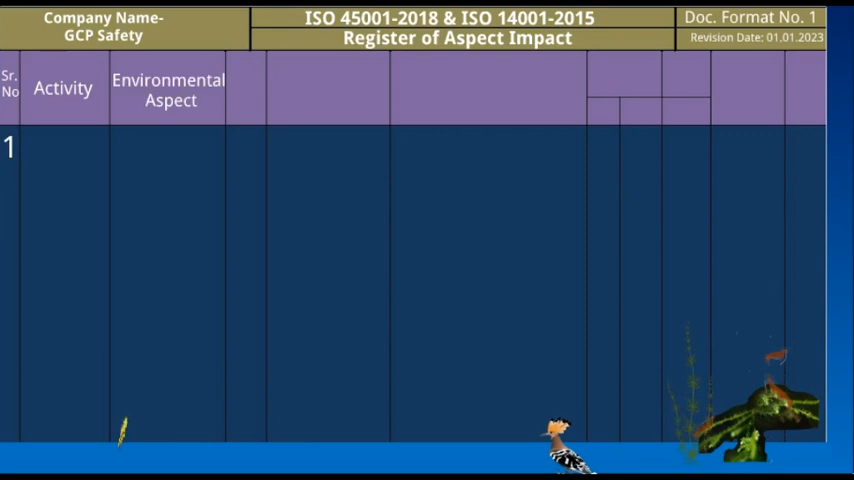 Company Name-
GCP Safety
ISO 45001-2018 & ISO 14001-2015
Register of Aspect Impact
Doc. Format No. 1
Revision Date: 01,01.2023
Sr.
No
Activity
Environmental
Aspect
1